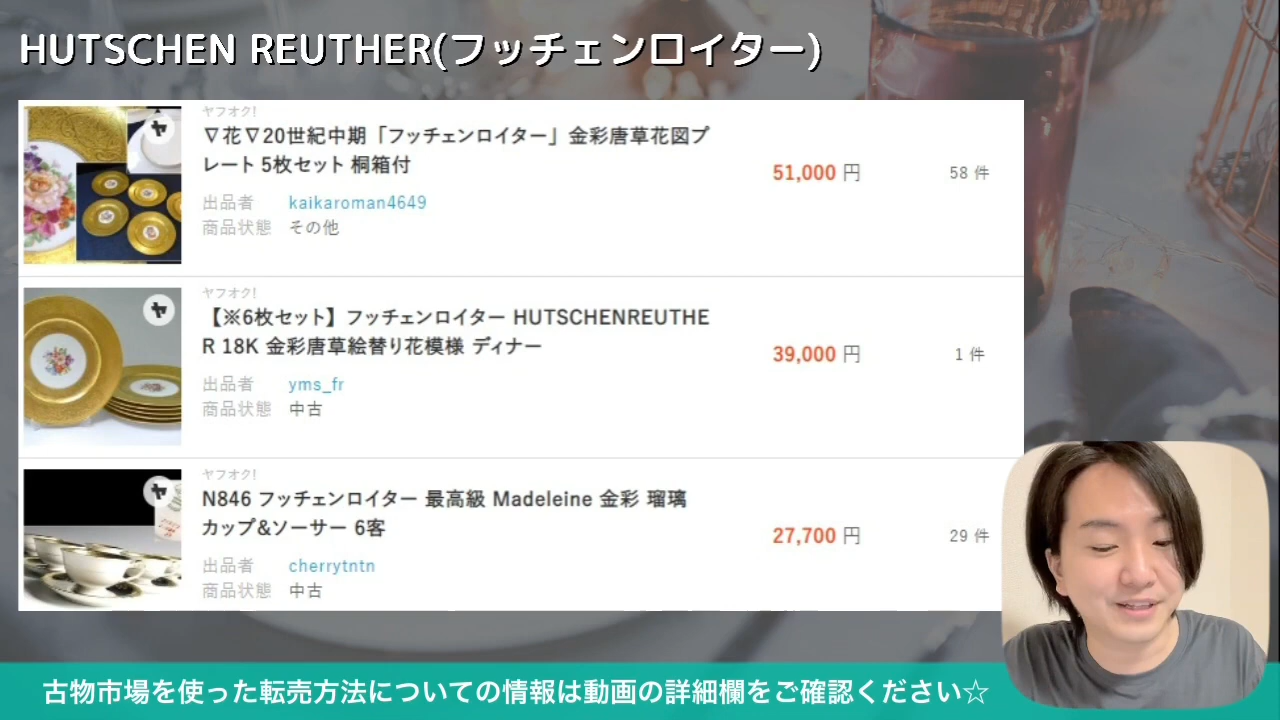 HUTSCHEN REUTHER(フッチェンロイター)
ヤフオク!
∇花∇20世紀中期「フッチェンロイター」金彩唐草花図プ
レート 5枚セット 桐箱付
51,000 円
58 件
出品者 kaikaroman4649
商品状態 その他
ヤフオク!
【※6枚セット】フッチェンロイター HUTSCHENREUTHE
R 18K 金彩唐草絵替り花模様 ディナー
39,000 円
1 件
出品者 yms_fr
商品状態 中古
ヤフオク!
N846 フッチェンロイター 最高級 Madeleine 金彩 瑠璃
カップ&ソーサー 6客
27,700 円
29 件
出品者 cherrytntn
商品状態 中古
古物市場を使った転売方法についての情報は動画の詳細欄をご確認ください☆